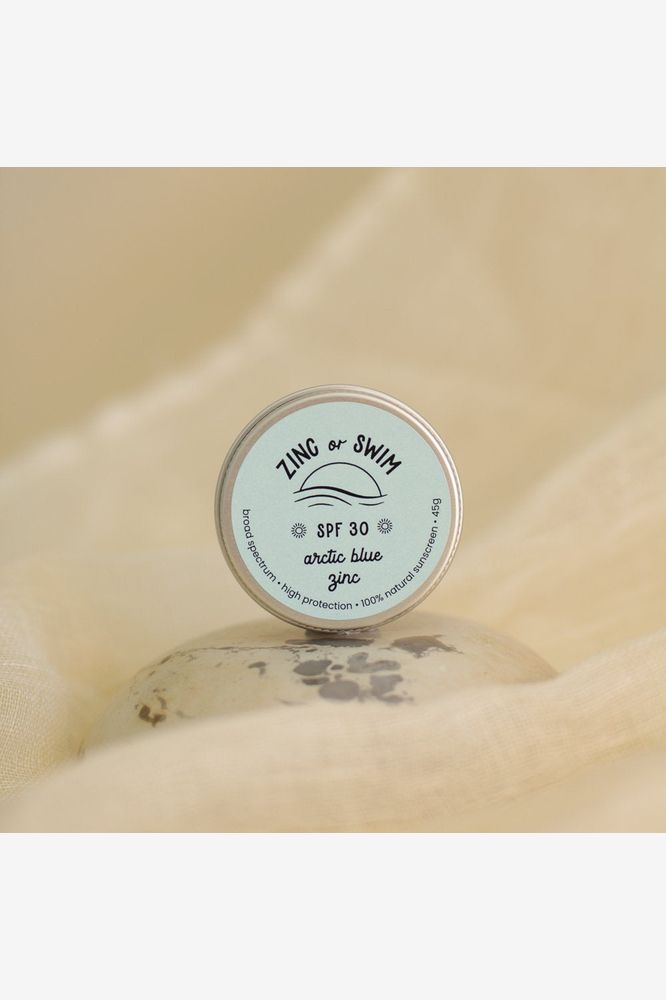 ZINC or SWIM
SPF 30
arctic blue
zinc
broad spectrum • high protection • 100% natural sunscreen • 45g